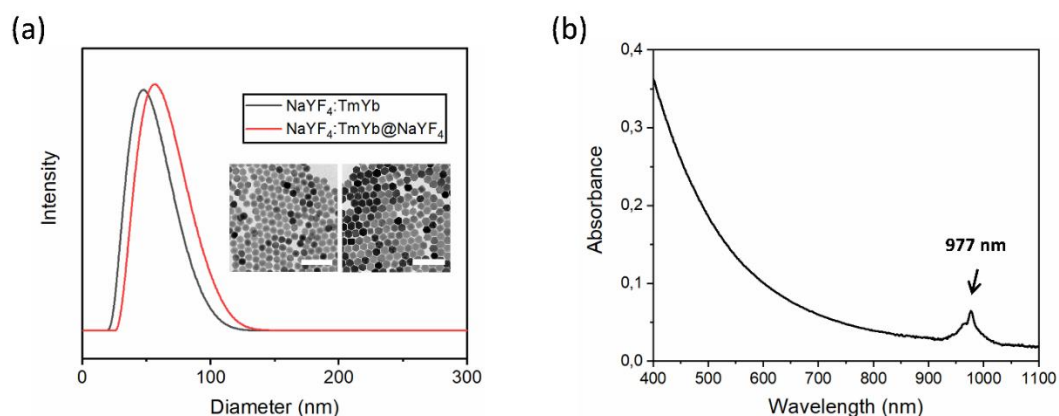 (a)
Intensity
NaYF4:TmYb
NaYF4:TmYb@NaYF4
0
100
200
300
Diameter (nm)
(b)
Absorbance
0,4
0,3
0,2
0,1
0,0
977 nm
400
500
600
700
800
900
1000
1100
Wavelength (nm)